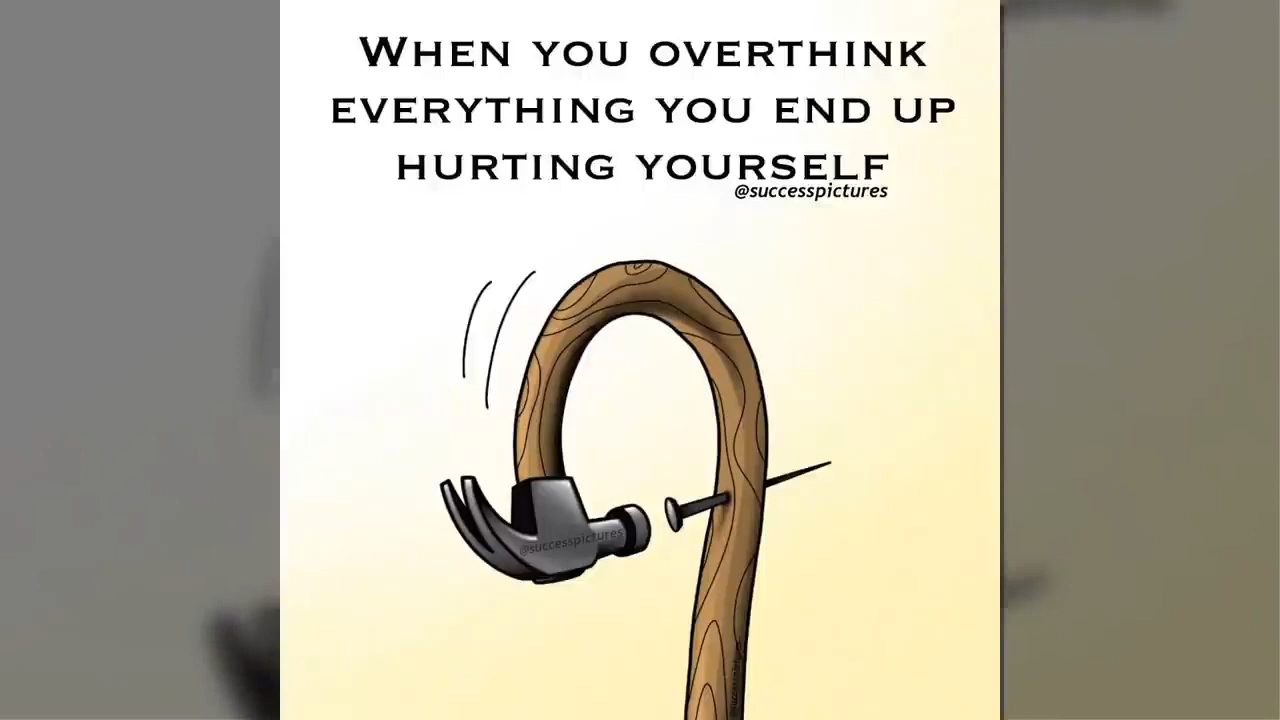 WHEN YOU OVERTHINK
EVERYTHING YOU END UP
HURTING YOURSELF
@successpictures
@successpictures